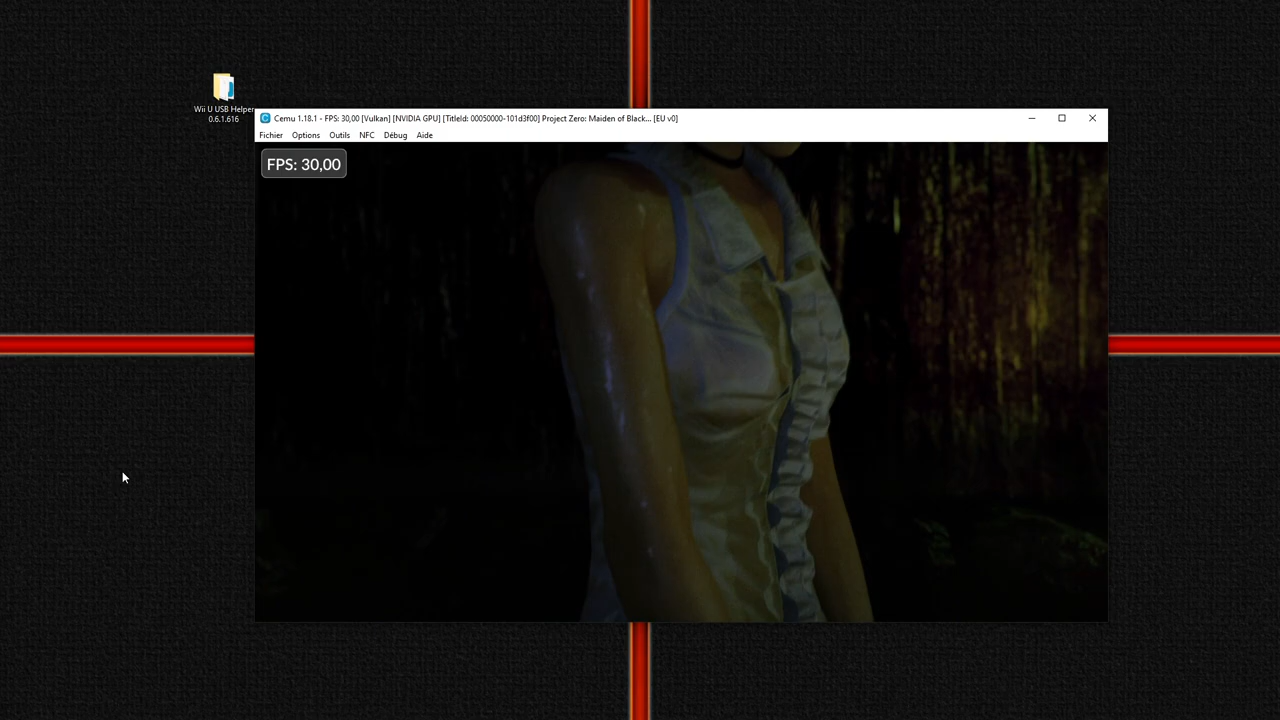 Wii U USB Helper
0.6.1.616
Cemu 1.18.1 - FPS: 30,00 [Vulkan] [NVIDIA GPU] [TitleId: 00050000-101d3f00] Project Zero: Maiden of Black... [EU v0]
Fichier Options Outils NFC Débug Aide
FPS: 30,00